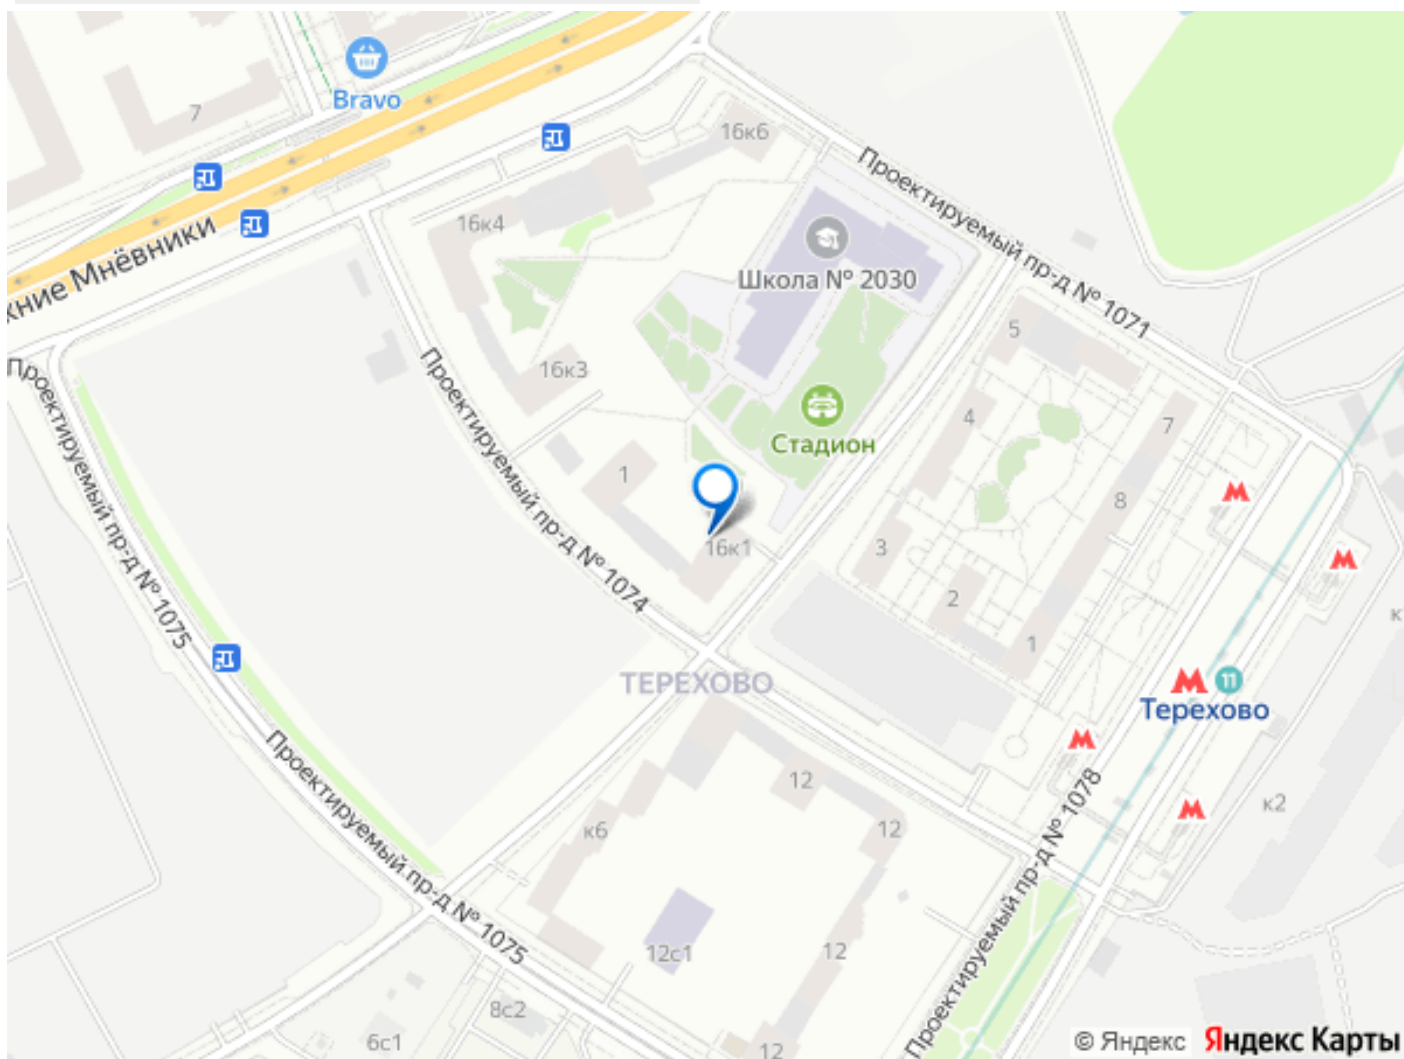 Bravo
7
16к6
Проектируемый пр-д № 1071
16к4
Школа № 2030
жние Мнёвники
5
Проектируемый пр-д № 1075
Проектируемый пр-д № 1074
16к3
Стадион
4
7
1
8
16к1
3
2
1
ТЕРЕХОВО
11
Терехово
12
к2
к6
12
Проектируемый пр-д № 1078
Проектируемый пр-д № 1075
12с1
12
8с2
6с1
12
© Яндекс Яндекс Карты